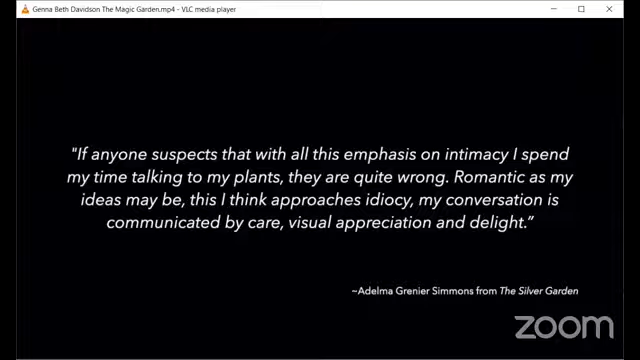 Genna Beth Davidson The Magic Garden.mp4 - VLC media player
"If anyone suspects that with all this emphasis on intimacy I spend
my time talking to my plants, they are quite wrong. Romantic as my
ideas may be, this I think approaches idiocy, my conversation is
communicated by care, visual appreciation and delight.”
~Adelma Grenier Simmons from The Silver Garden
zoom